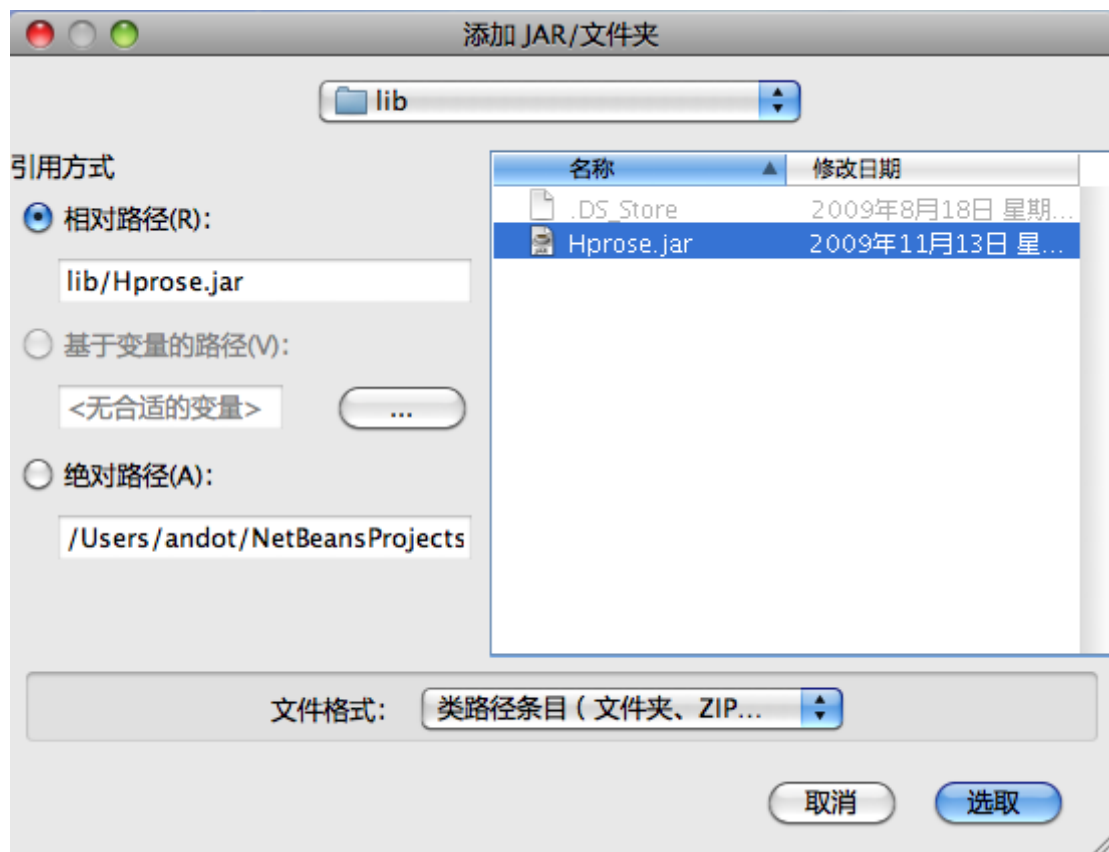 添加 JAR/文件夹
lib
引用方式
相对路径(R):
lib/Hprose.jar
基于变量的路径(V):
<无合适的变量>
...
绝对路径(A):
/Users/andot/NetBeansProjects
名称 修改日期
.DS_Store 2009年8月18日 星期...
Hprose.jar 2009年11月13日 星...
文件格式: 类路径条目 ( 文件夹、ZIP...
取消 选取